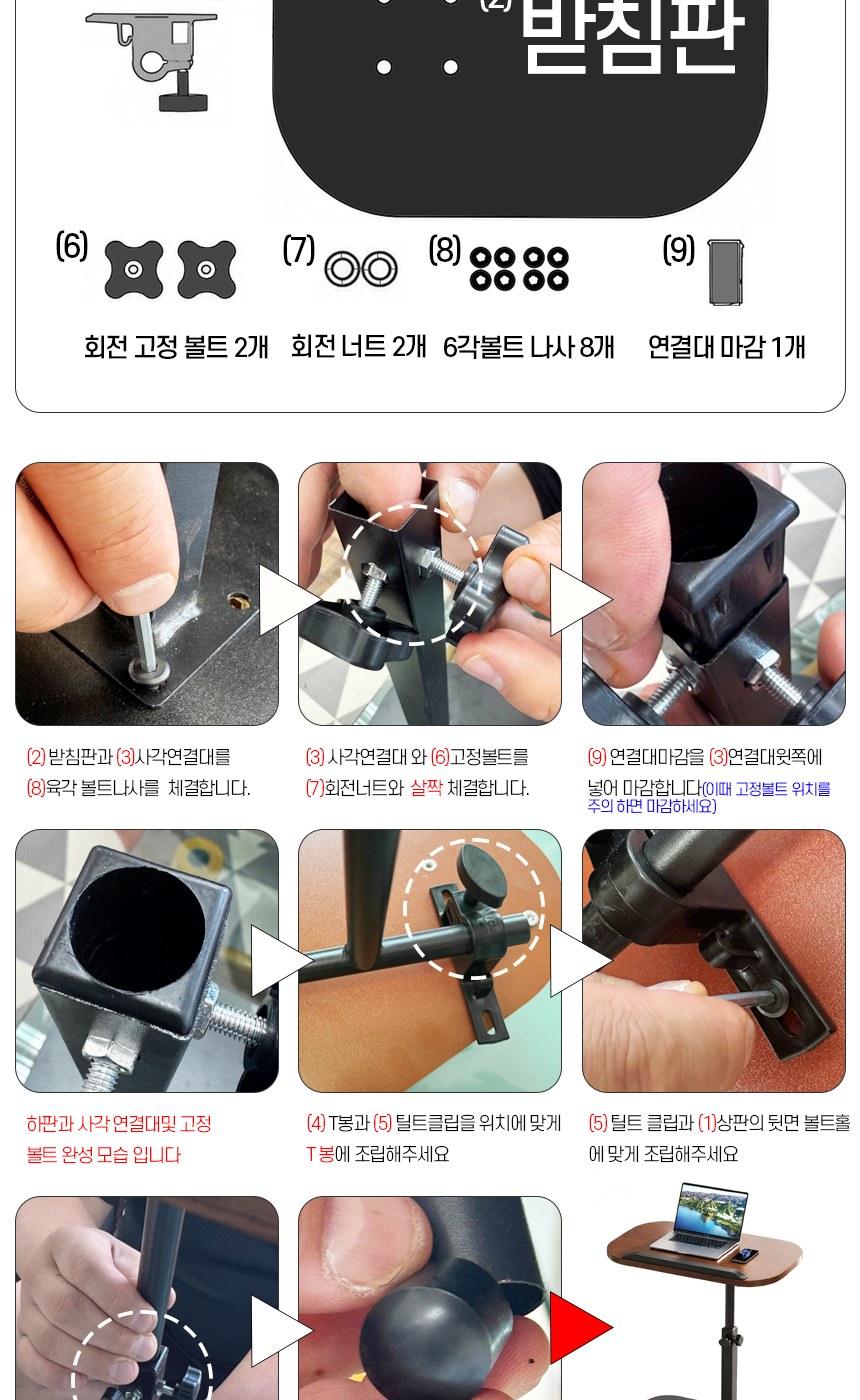 (2) 받침판
(6)
(7)
(8)
(9)
회전 고정 볼트 2개
회전 너트 2개
6각볼트 나사 8개
연결대 마감 1개
(2) 받침판과 (3)사각연결대를
(8)육각 볼트나사를 체결합니다.
(3) 사각연결대 와 (6)고정볼트를
(7)회전너트와 살짝 체결합니다.
(9) 연결대마감을 (3)연결대윗쪽에
넣어 마감합니다(이때 고정볼트 위치를
주의 하면 마감하세요)
하판과 사각 연결대및 고정
볼트 완성 모습 입니다
(4) T봉과 (5) 틸트클립을 위치에 맞게
T 봉에 조립해주세요
(5) 틸트 클립과 (1)상판의 뒷면 볼트홀
에 맞게 조립해주세요